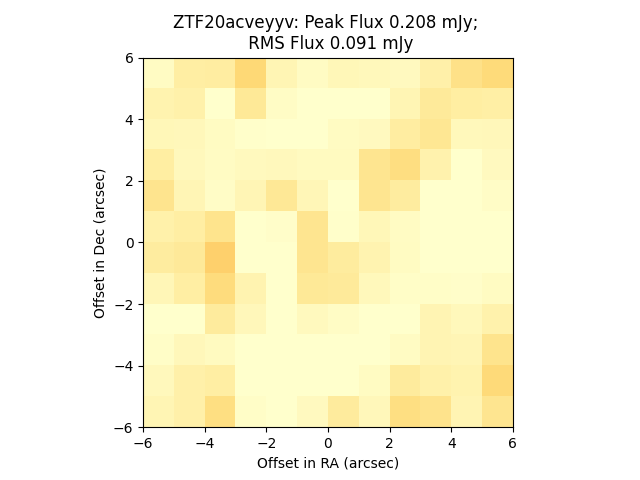 ZTF20acveyyv: Peak Flux 0.208 mJy;
RMS Flux 0.091 mJy
6
4
2
0
−2
−4
−6
Offset in Dec (arcsec)
−6 −4 −2 0 2 4 6
Offset in RA (arcsec)